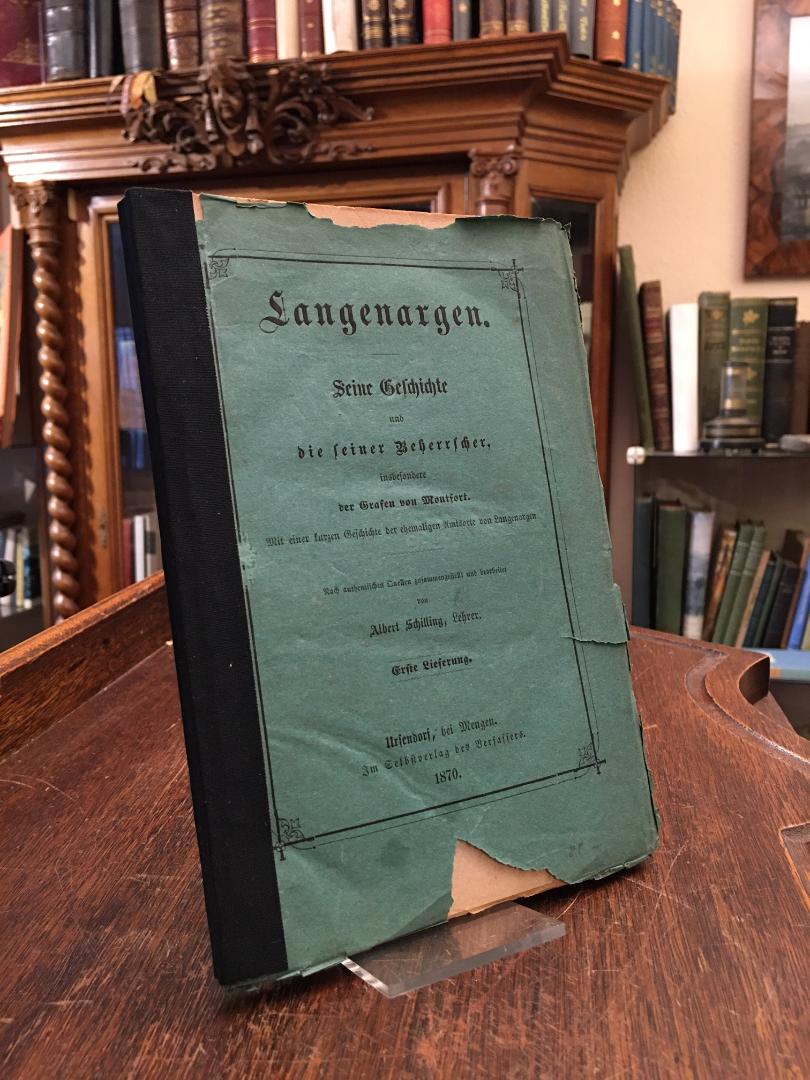 Langenargen.
Seine Geschichte
und
die seiner Beherrscher,
insbesondere
der Grafen von Montfort.
Mit einer kurzen Geschichte der ehemaligen Amtsorte von Langenargen
Nach authentischen Quellen zusammengestellt und bearbeitet
von
Albert Schilling, Lehrer.
Erste Lieferung.
Ursendorf, bei Mengen.
Im Selbstverlag des Verfassers.
1870.